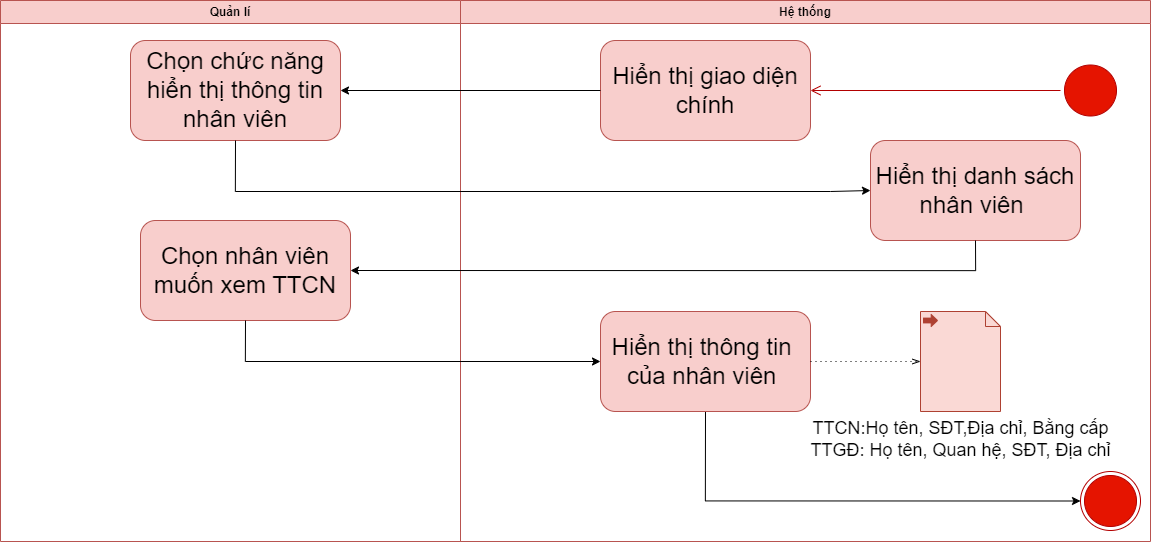 Quản lí
Hệ thống
Chọn chức năng
hiển thị thông tin
nhân viên
Hiển thị giao diện
chính
Hiển thị danh sách
nhân viên
Chọn nhân viên
muốn xem TTCN
Hiển thị thông tin
của nhân viên
TTCN:Họ tên, SĐT,Địa chỉ, Bằng cấp
TTGĐ: Họ tên, Quan hệ, SĐT, Địa chỉ